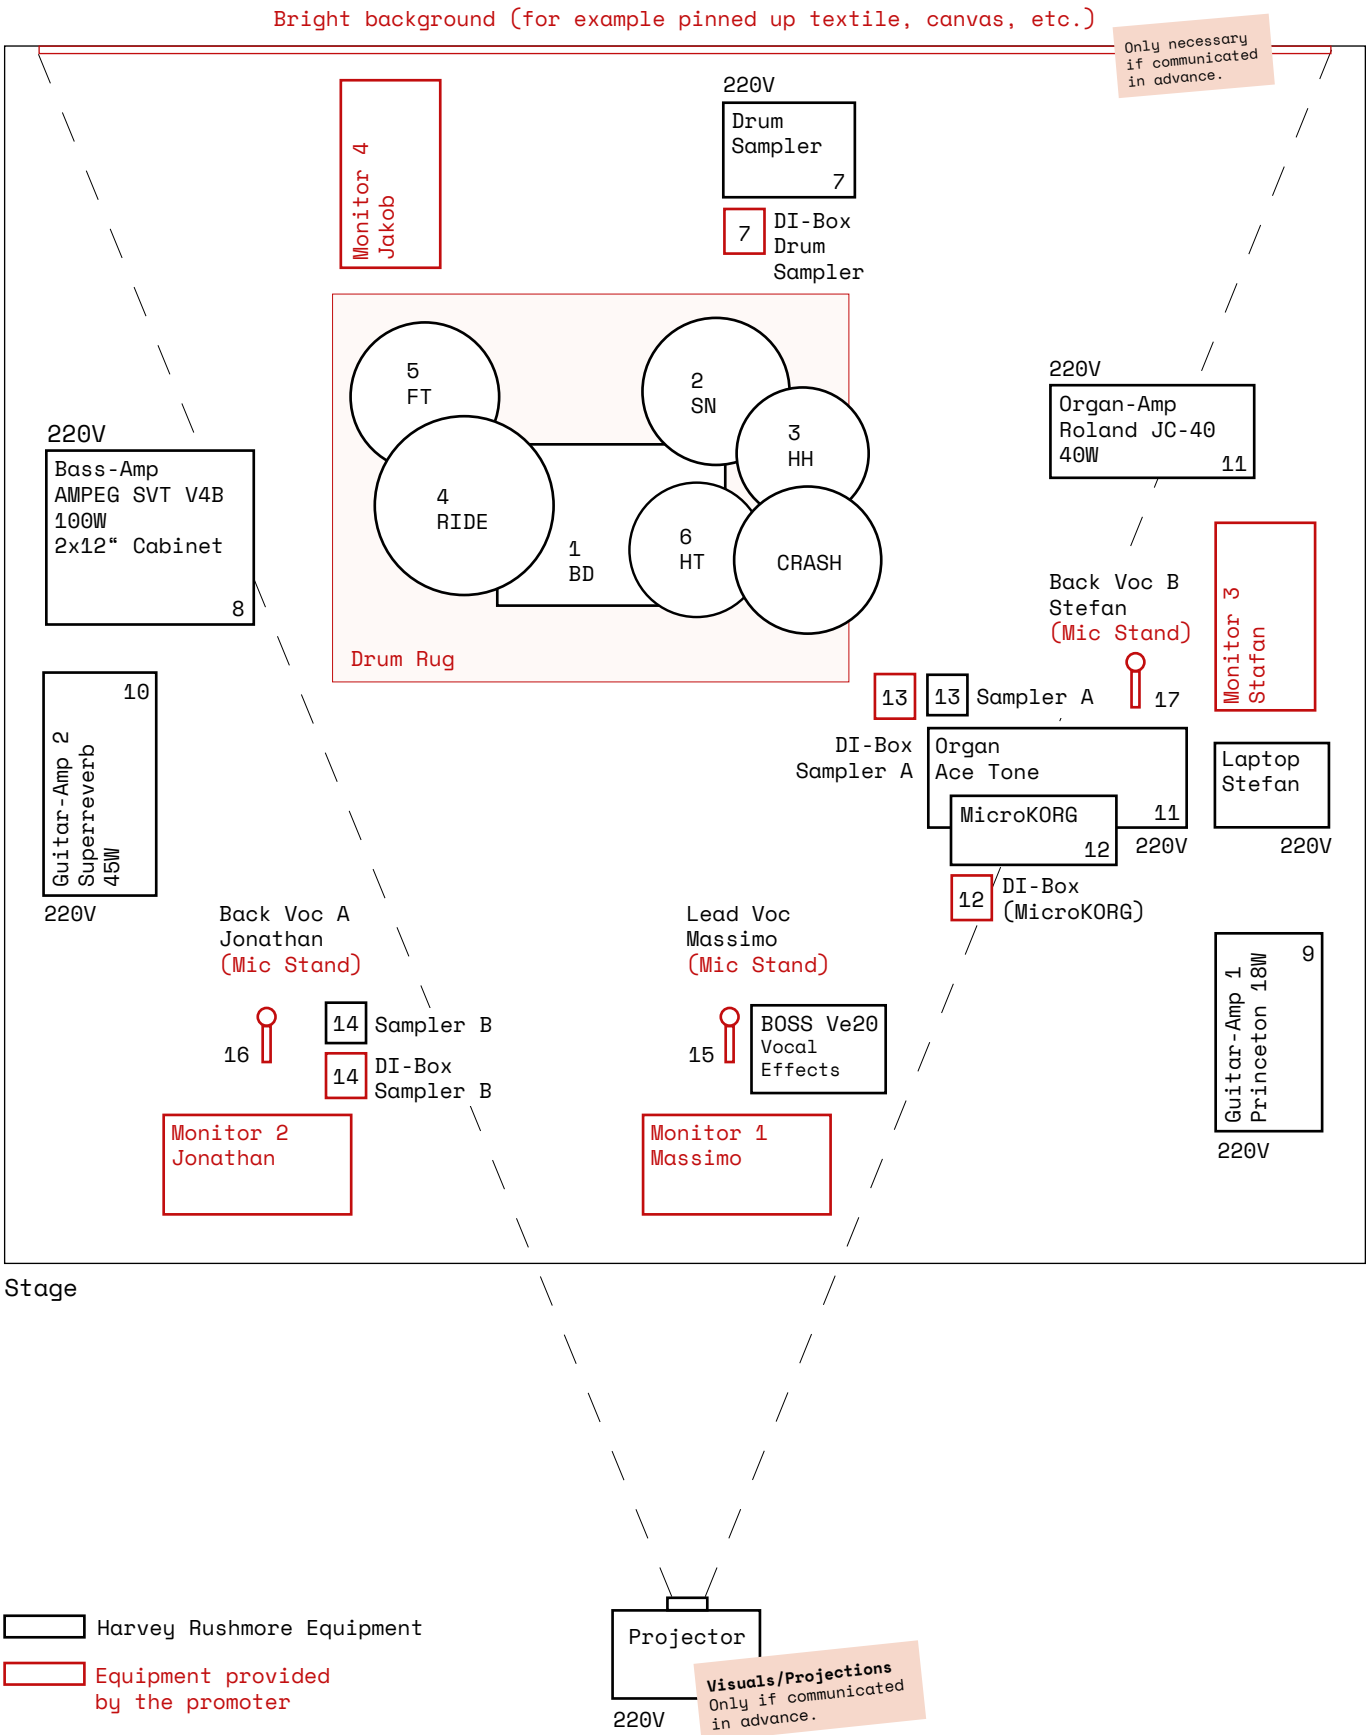 Bright background (for example pinned up textile, canvas, etc.)
Only necessary
if communicated
in advance.
Monitor 4
Jakob
220V
Drum
Sampler
7
7
DI-Box
Drum
Sampler
5
FT
2
SN
3
HH
4
RIDE
1
BD
6
HT
CRASH
Drum Rug
220V
Organ-Amp
Roland JC-40
40W
11
220V
Bass-Amp
AMPEG SVT V4B
100W
2x12“ Cabinet
8
Back Voc B
Stefan
(Mic Stand)
17
Monitor 3
Stafan
10
Guitar-Amp 2
Superreverb
45W
220V
13
13
Sampler A
DI-Box
Sampler A
Organ
Ace Tone
11
MicroKORG
12
220V
Laptop
Stefan
220V
12
DI-Box
(MicroKORG)
Back Voc A
Jonathan
(Mic Stand)
16
14
Sampler B
14
DI-Box
Sampler B
Lead Voc
Massimo
(Mic Stand)
15
BOSS Ve20
Vocal
Effects
9
Guitar-Amp 1
Princeton 18W
220V
Monitor 2
Jonathan
Monitor 1
Massimo
Stage
Harvey Rushmore Equipment
Equipment provided
by the promoter
Projector
220V
Visuals/Projections
Only if communicated
in advance.